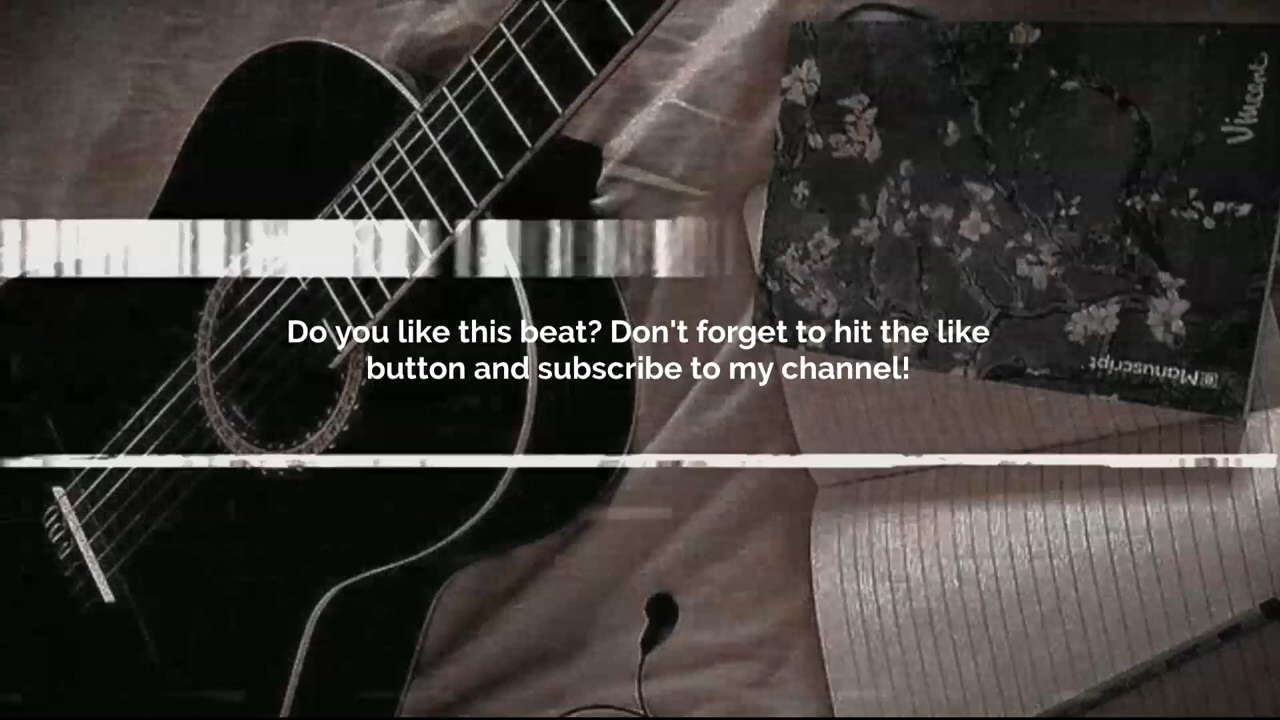 Vincent
Do you like this beat? Don't forget to hit the like
button and subscribe to my channel!
Manuscript